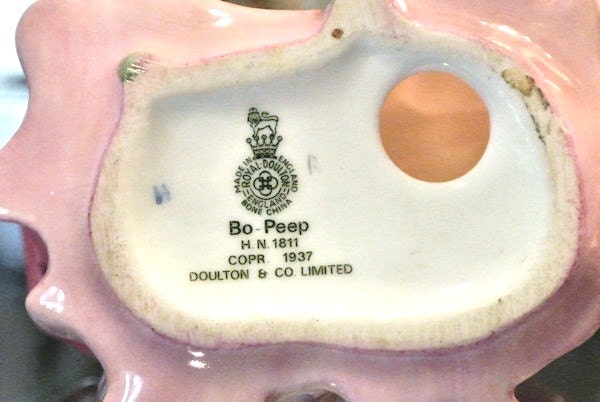 MADE IN ENGLAND
ROYAL DOULTON
ENGLAND
BONE CHINA
Bo-Peep
H.N.1811
COPR. 1937
DOULTON & CO. LIMITED